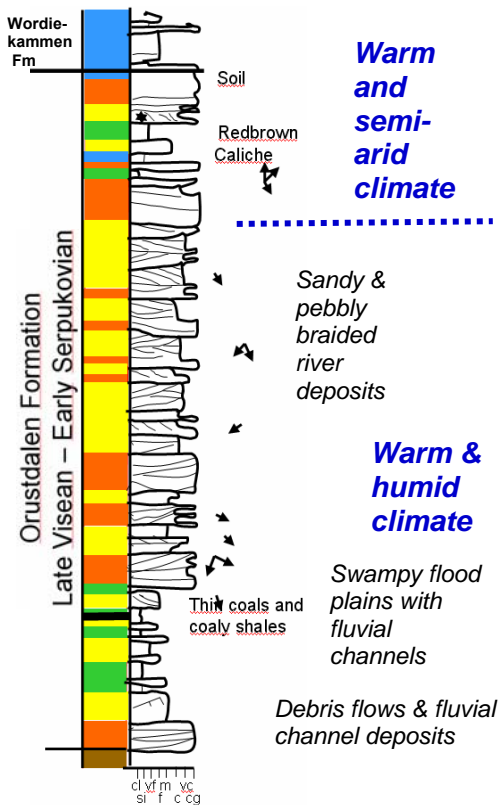 Wordie-
kammen
Fm
Warm
and
semi-
arid
climate
Soil
Redbrown
Caliche
Orustdalen Formation
Late Visean – Early Serpukovian
Sandy &
pebbly
braided
river
deposits
Warm &
humid
climate
Swampy flood
plains with
fluvial
channels
Thin coals and
coaly shales
Debris flows & fluvial
channel deposits
cl vf m vc
si f c cg